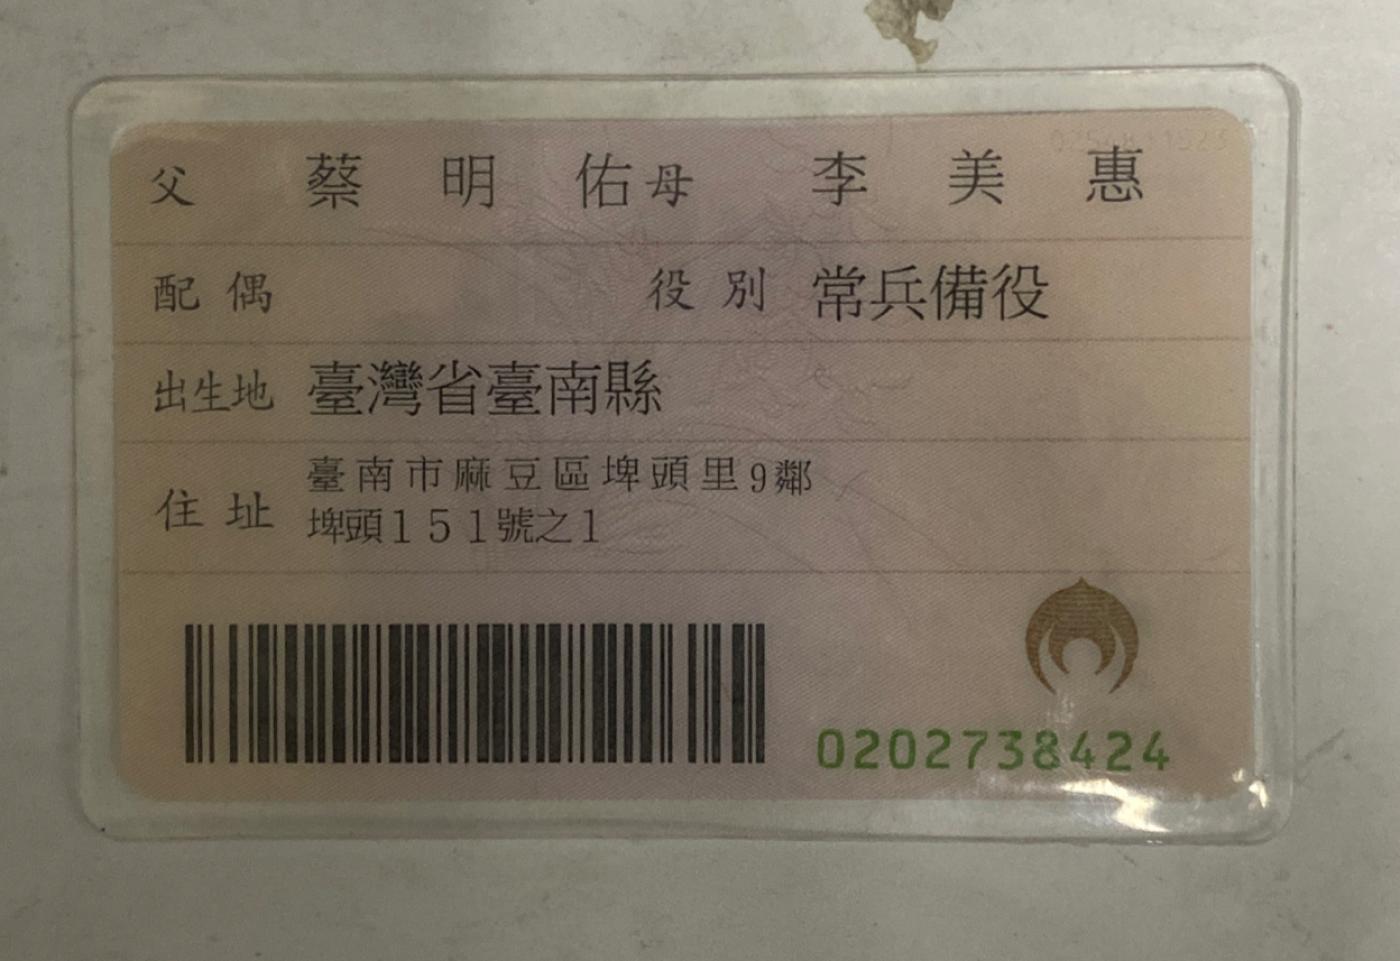 父 蔡明佑 母 李美惠
配偶 役別 常兵備役
出生地 臺灣省臺南縣
住址 臺南市麻豆區埤頭里9鄰
埤頭151號之1
0202738424